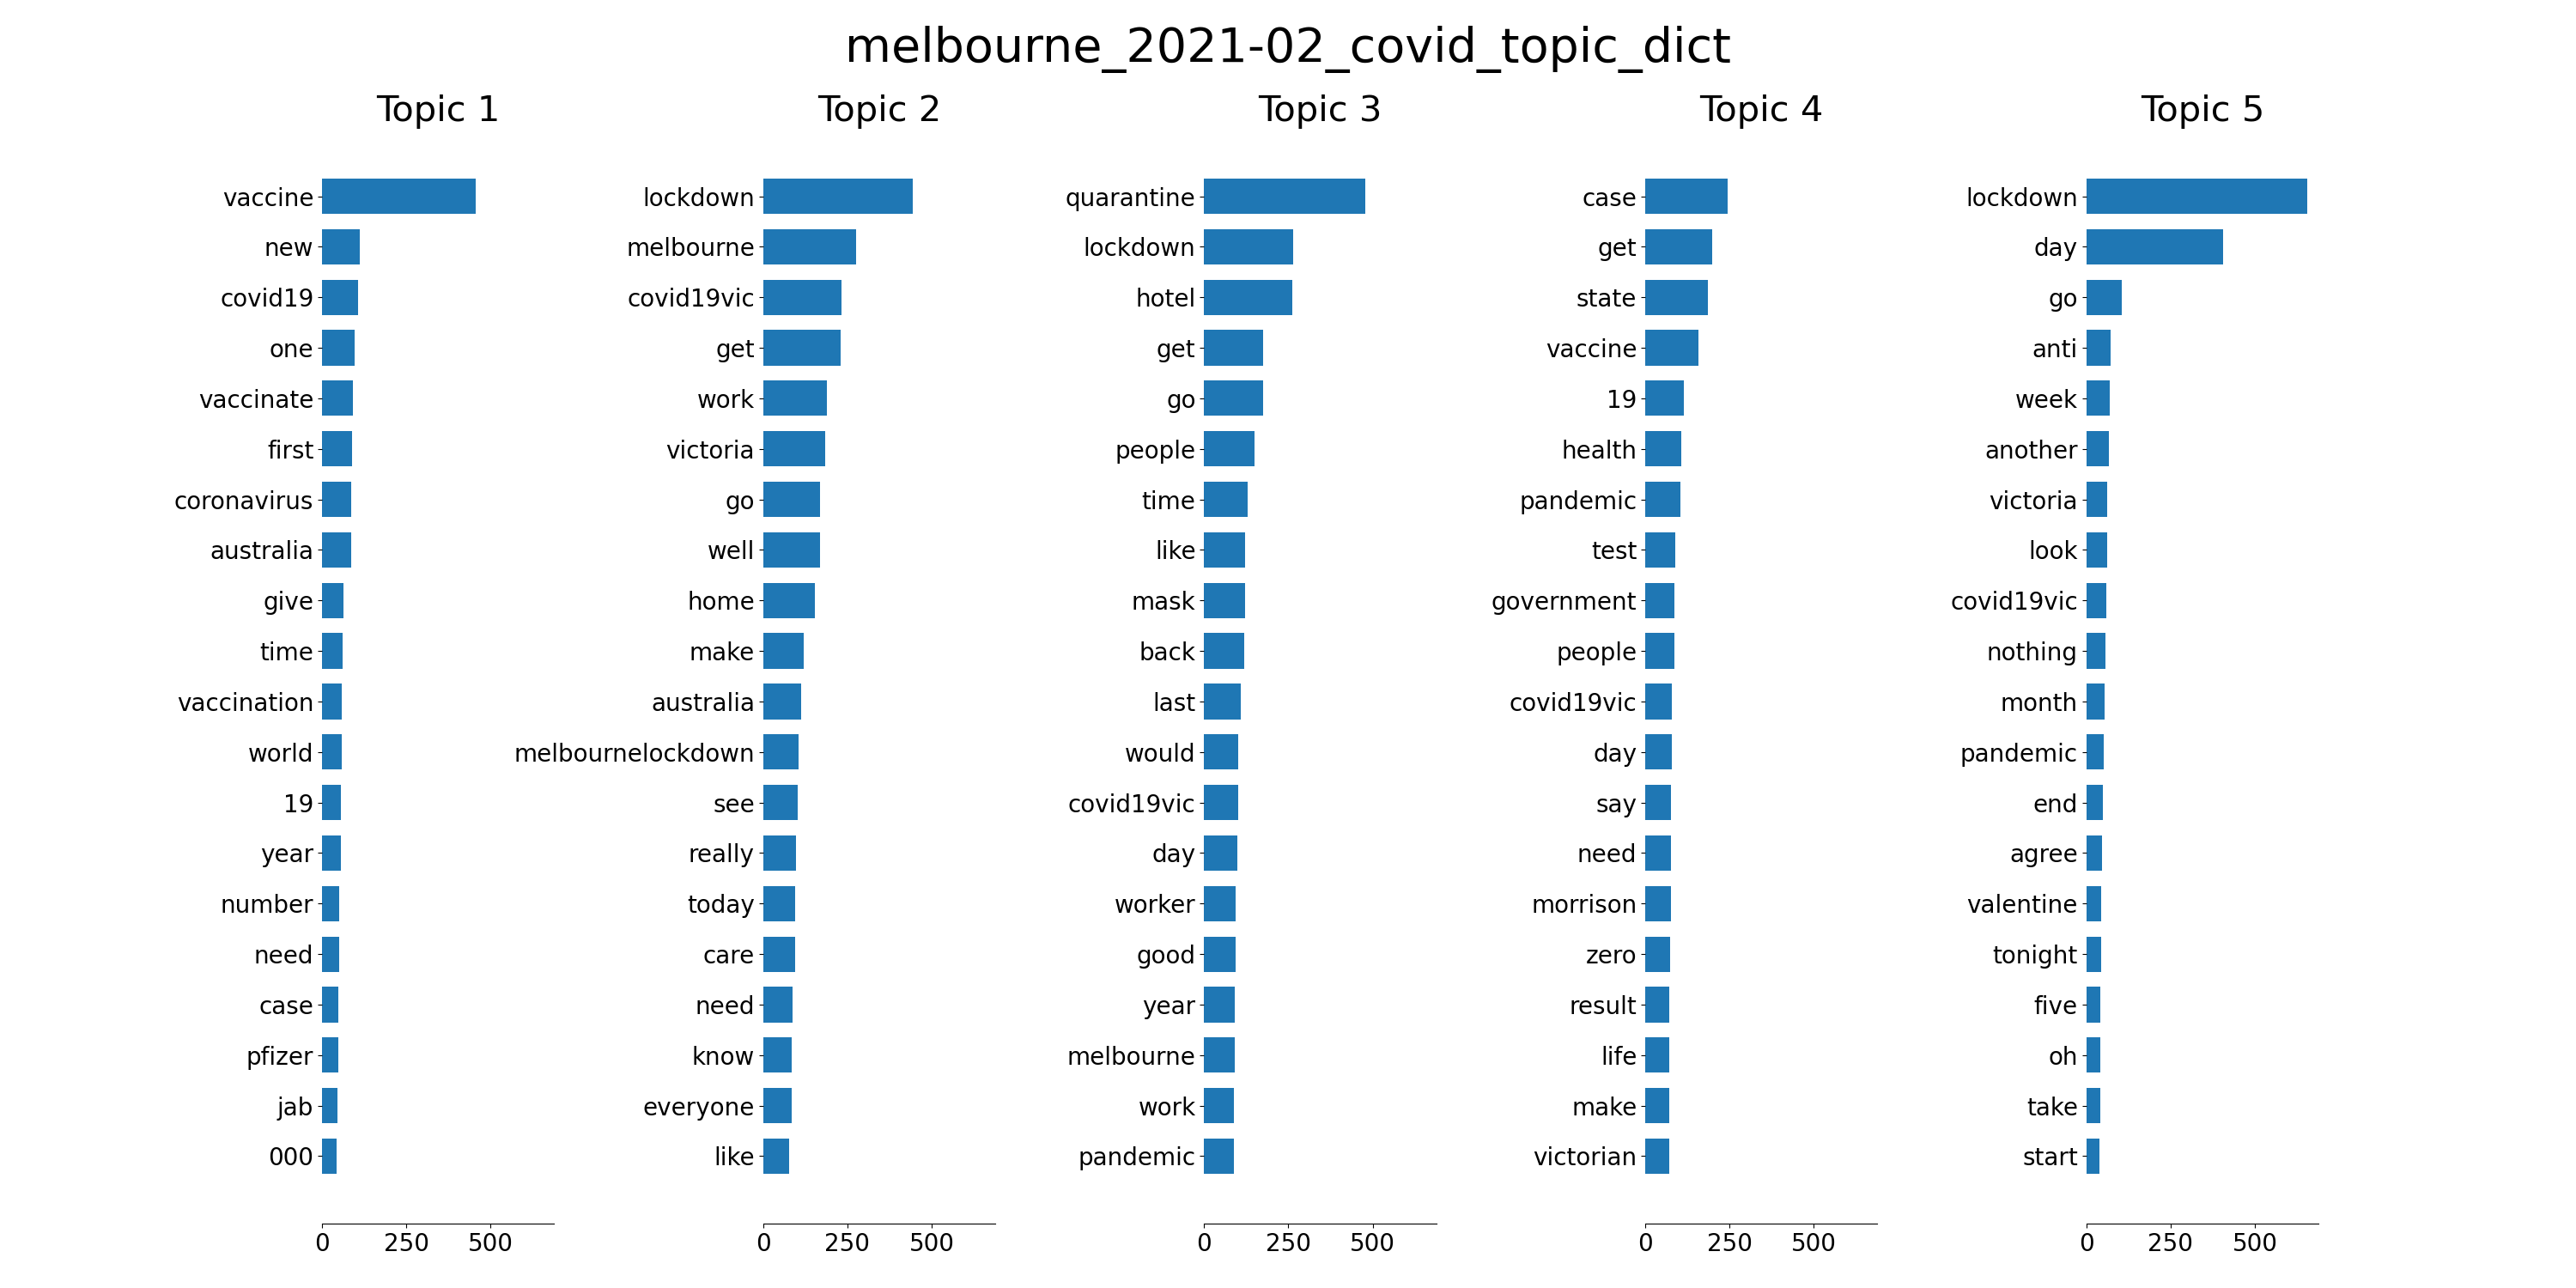 melbourne_2021-02_covid_topic_dict
Topic 1
vaccine
new
covid19
one
vaccinate
first
coronavirus
australia
give
time
vaccination
world
19
year
number
need
case
pfizer
jab
000
0 250 500
Topic 2
lockdown
melbourne
covid19vic
get
work
victoria
go
well
home
make
australia
melbournelockdown
see
really
today
care
need
know
everyone
like
0 250 500
Topic 3
quarantine
lockdown
hotel
get
go
people
time
like
mask
back
last
would
covid19vic
day
worker
good
year
melbourne
work
pandemic
0 250 500
Topic 4
case
get
state
vaccine
19
health
pandemic
test
government
people
covid19vic
day
say
need
morrison
zero
result
life
make
victorian
0 250 500
Topic 5
lockdown
day
go
anti
week
another
victoria
look
covid19vic
nothing
month
pandemic
end
agree
valentine
tonight
five
oh
take
start
0 250 500